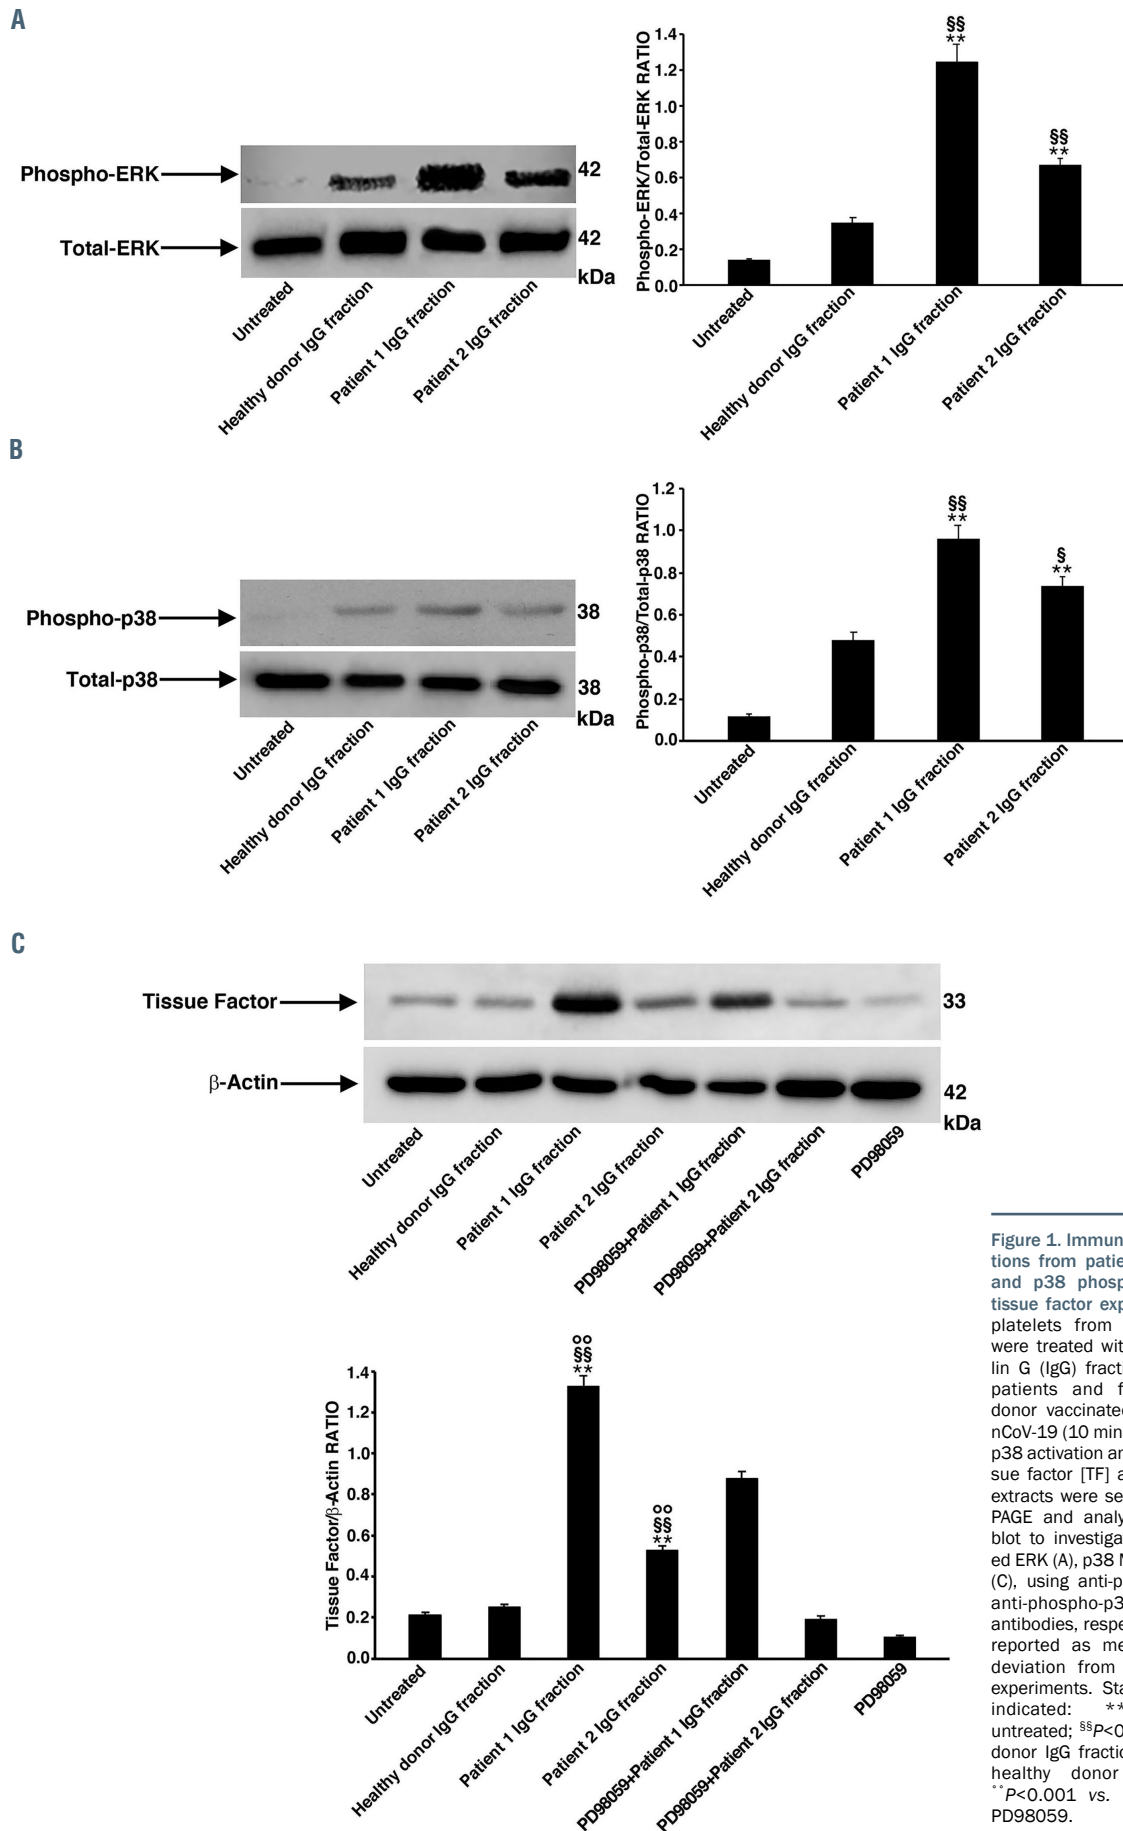 A
Phospho-ERK
42
Total-ERK
42
kDa
Untreated
Healthy donor IgG fraction
Patient 1 IgG fraction
Patient 2 IgG fraction
Phospho-ERK/Total-ERK RATIO
1.4
1.2
1.0
0.8
0.6
0.4
0.2
0.0
§§
**
§§
**
Untreated
Healthy donor IgG fraction
Patient 1 IgG fraction
Patient 2 IgG fraction
B
Phospho-p38
38
Total-p38
38
kDa
Untreated
Healthy donor IgG fraction
Patient 1 IgG fraction
Patient 2 IgG fraction
Phospho-p38/Total-p38 RATIO
1.2
1.0
0.8
0.6
0.4
0.2
0.0
§§
**
§
**
Untreated
Healthy donor IgG fraction
Patient 1 IgG fraction
Patient 2 IgG fraction
C
Tissue Factor
33
β-Actin
42
kDa
Untreated
Healthy donor IgG fraction
Patient 1 IgG fraction
Patient 2 IgG fraction
PD98059+Patient 1 IgG fraction
PD98059+Patient 2 IgG fraction
PD98059
Tissue Factor/β-Actin RATIO
1.4
1.2
1.0
0.8
0.6
0.4
0.2
0.0
°°
§§
**
°°
§§
**
Untreated
Healthy donor IgG fraction
Patient 1 IgG fraction
Patient 2 IgG fraction
PD98059+Patient 1 IgG fraction
PD98059+Patient 2 IgG fraction
PD98059
Figure 1. Immun
tions from patie
and p38 phosp
tissue factor exp
platelets from
were treated wit
lin G (IgG) fracti
patients and f
donor vaccinated
nCoV-19 (10 min
p38 activation an
sue factor [TF] a
extracts were se
PAGE and analy
blot to investiga
ed ERK (A), p38 M
(C), using anti-p
anti-phospho-p3
antibodies, respe
reported as me
deviation from
experiments. Sta
indicated: **
untreated; §§P<0
donor IgG fractio
healthy donor
°°P<0.001 vs.
PD98059.